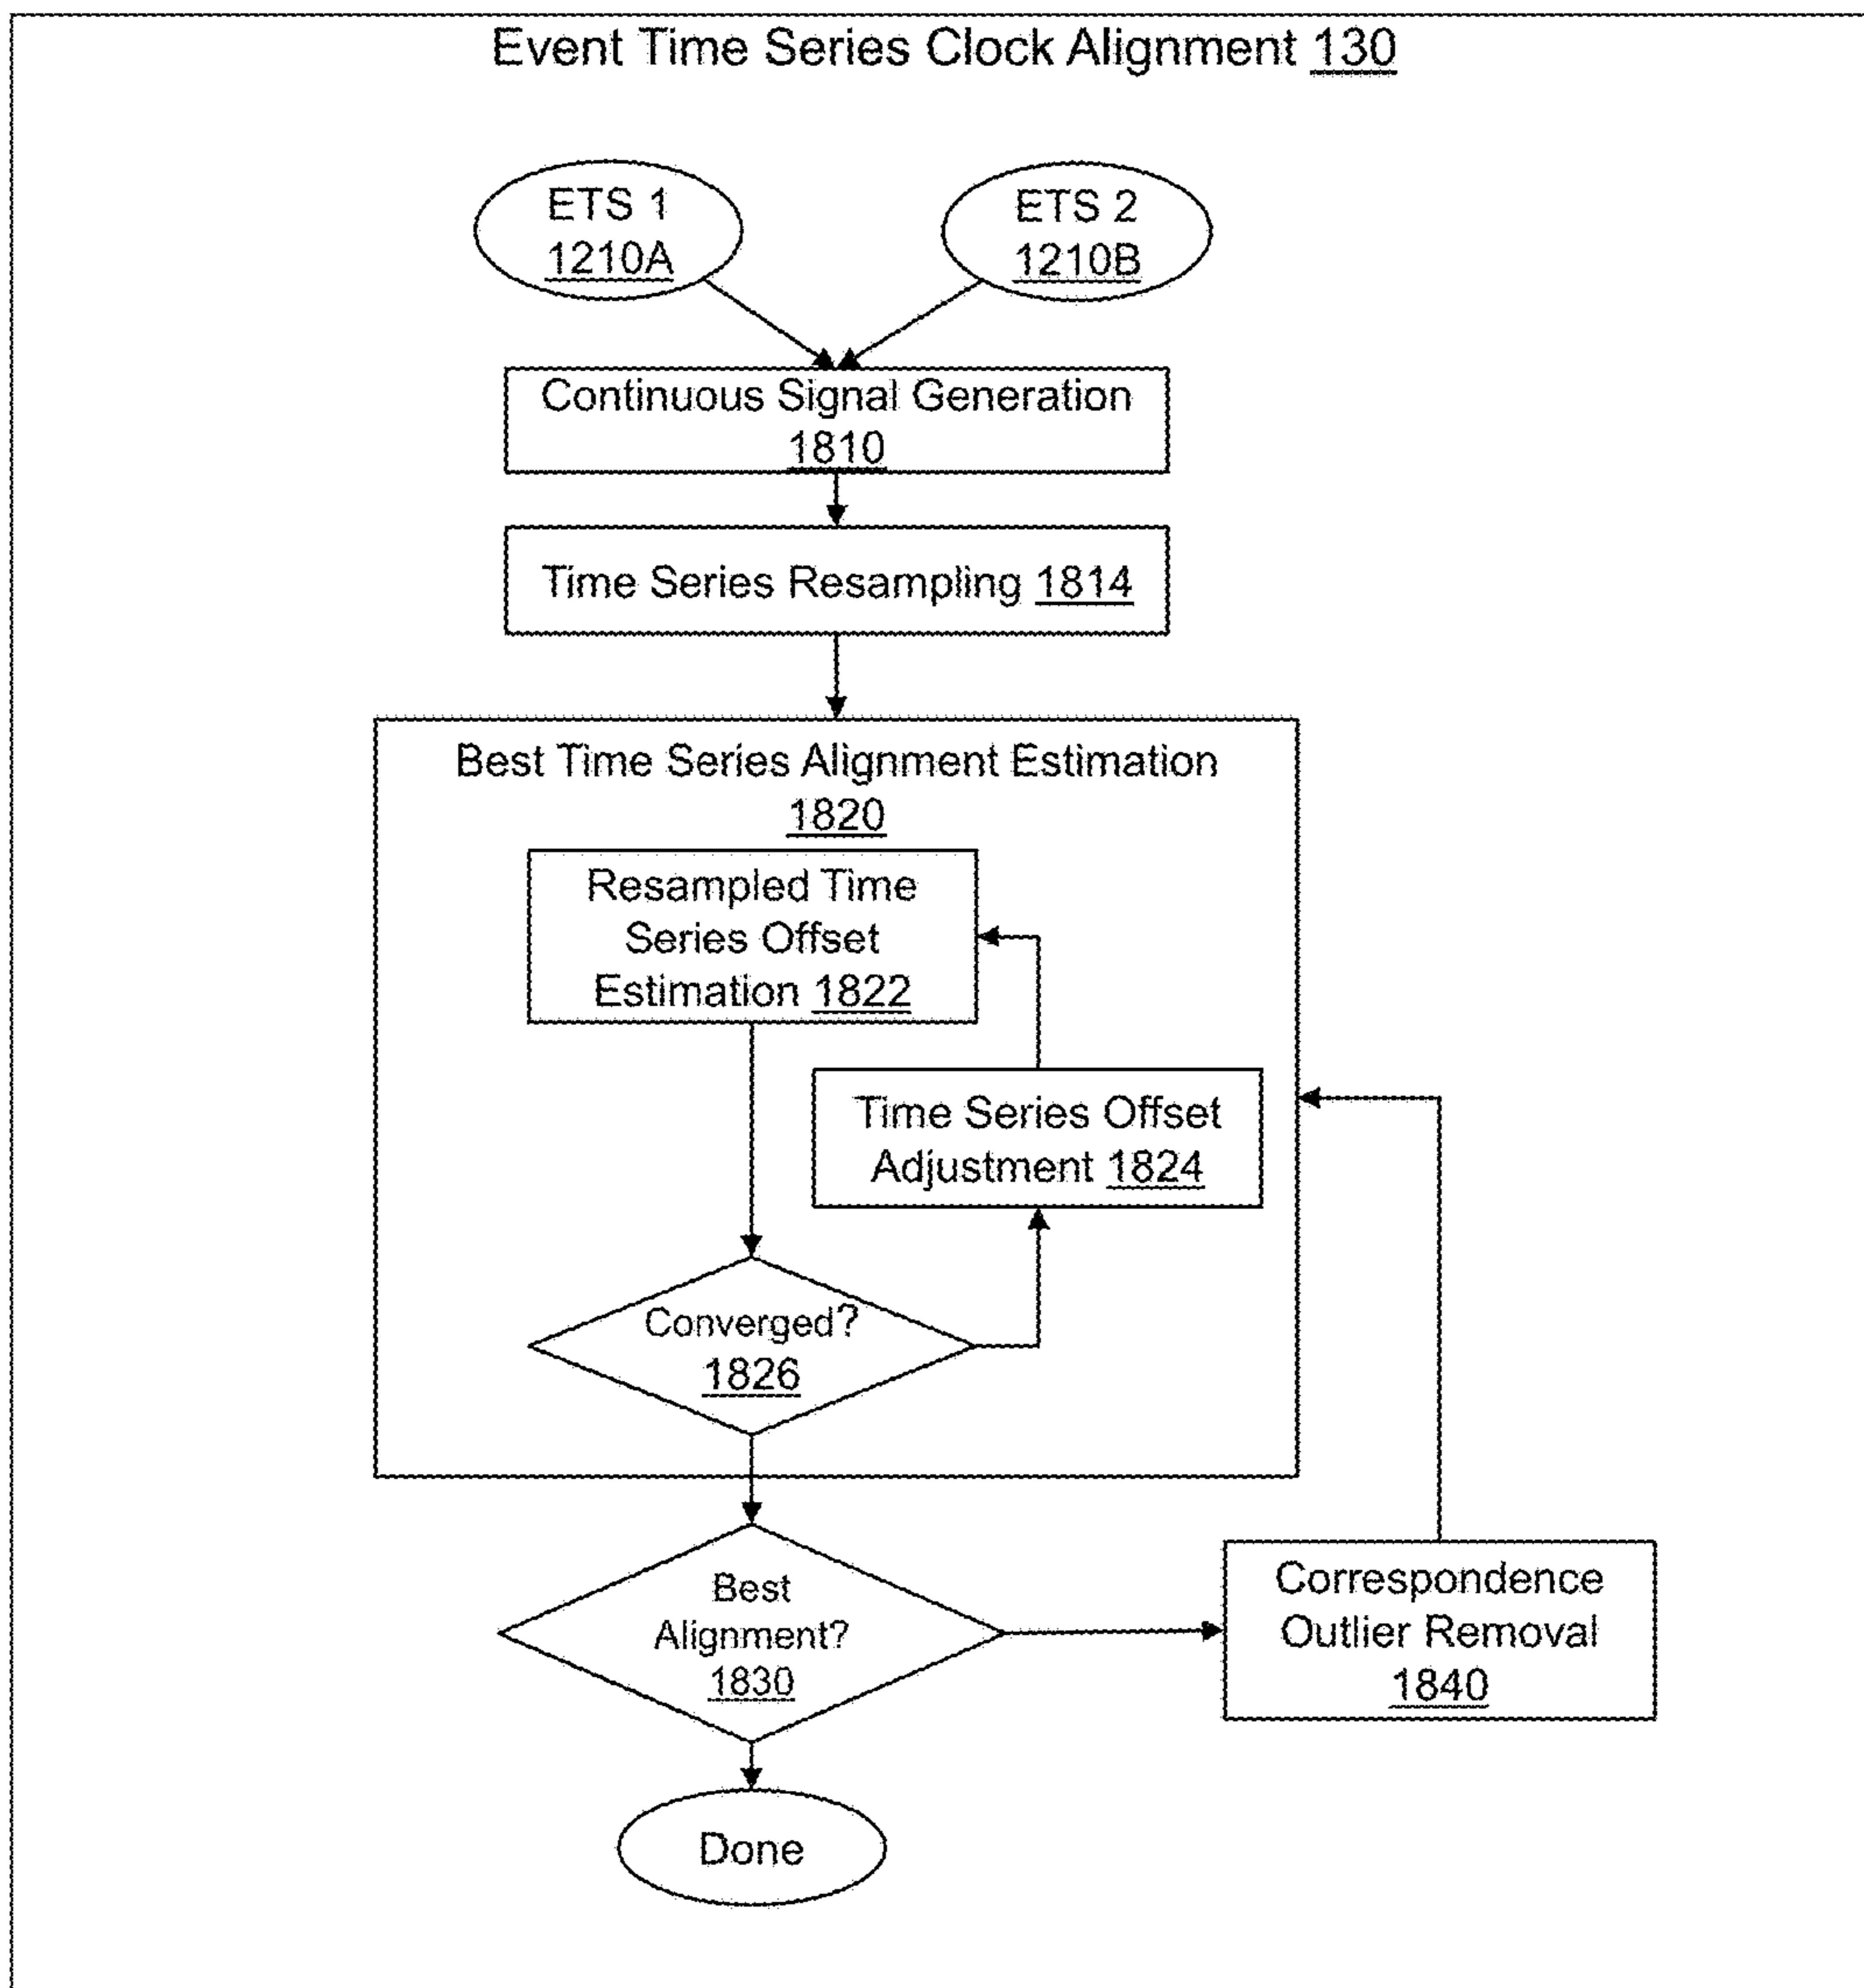 Event Time Series Clock Alignment 130
ETS 1
1210A
ETS 2
1210B
Continuous Signal Generation
1810
Time Series Resampling 1814
Best Time Series Alignment Estimation
1820
Resampled Time
Series Offset
Estimation 1822
Time Series Offset
Adjustment 1824
Converged?
1826
Best
Alignment?
1830
Correspondence
Outlier Removal
1840
Done